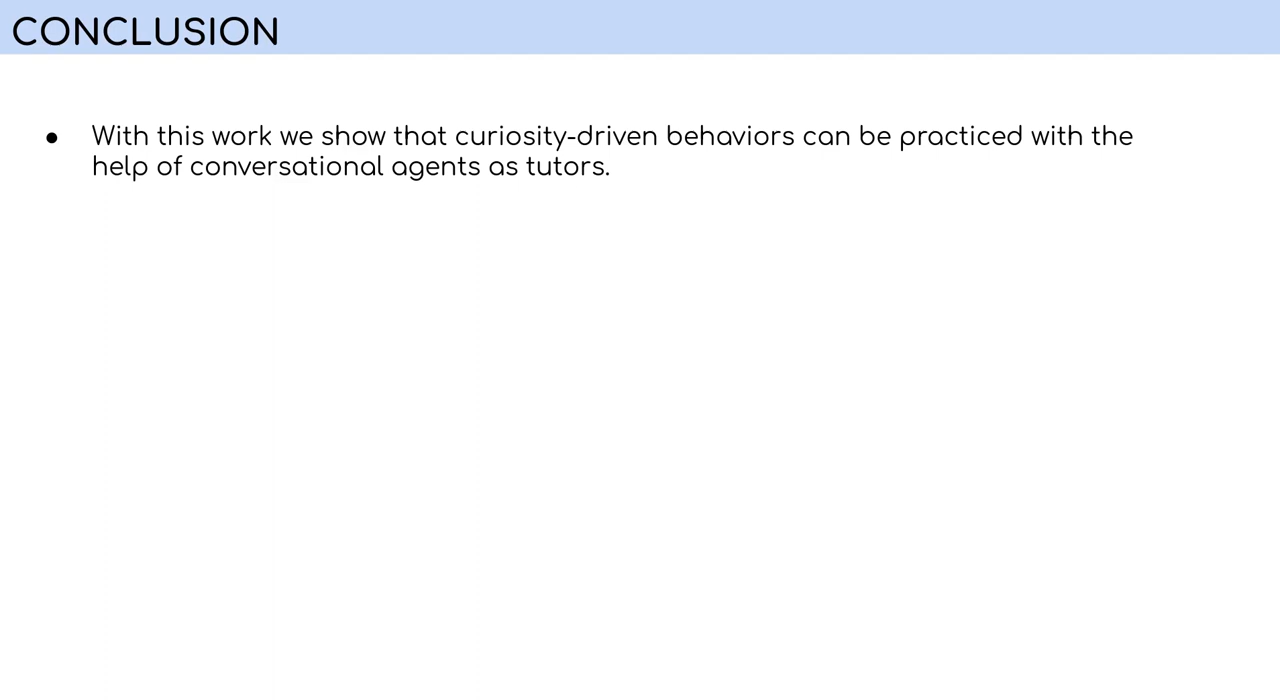 CONCLUSION
● With this work we show that curiosity-driven behaviors can be practiced with the
help of conversational agents as tutors.